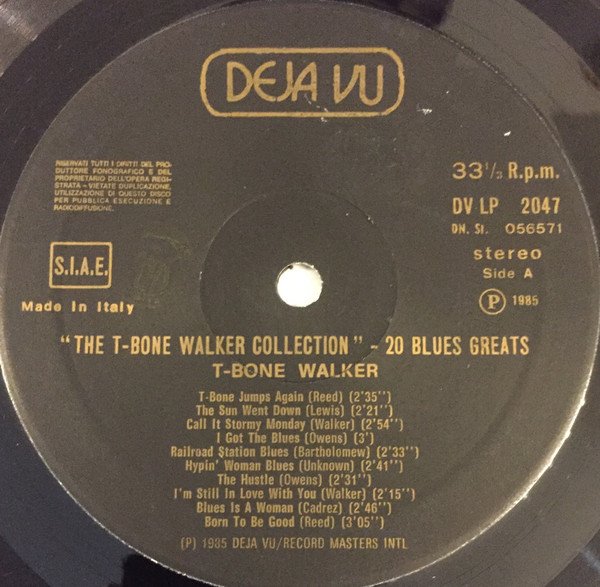 DEJA VU
RISERVATI TUTTI I DIRITTI DEL PRO-
DUTTORE FONOGRAFICO E DEL
PROPRIETARIO DELL'OPERA REGI-
STRATA - VIETATE DUPLICAZIONE,
UTILIZZAZIONE DI QUESTO DISCO
PER PUBBLICA ESECUZIONE E
RADIODIFFUSIONE.
33 1/3 R.p.m.
DV LP 2047
DN. SI. 056571
stereo
Side A
P 1985
S.I.A.E.
Made In Italy
"THE T-BONE WALKER COLLECTION" - 20 BLUES GREATS
T-BONE WALKER
T-Bone Jumps Again (Reed) (2'35'')
The Sun Went Down (Lewis) (2'21'')
Call It Stormy Monday (Walker) (2'54'')
I Got The Blues (Owens) (3')
Railroad Station Blues (Bartholomew) (2'33'')
Hypin' Woman Blues (Unknown) (2'41'')
The Hustle (Owens) (2'31'')
I'm Still In Love With You (Walker) (2'15'')
Blues Is A Woman (Cadrez) (2'46'')
Born To Be Good (Reed) (3'05'')
(P) 1985 DEJA VU/RECORD MASTERS INTL